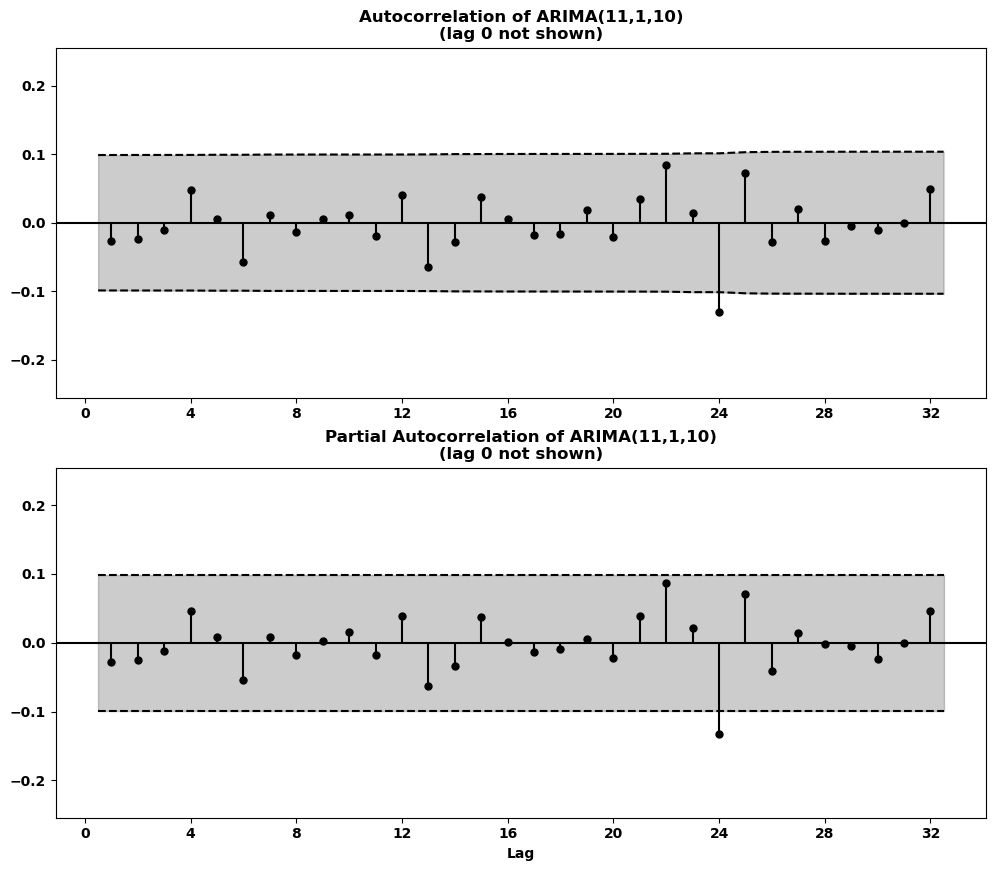 Autocorrelation of ARIMA(11,1,10)
(lag 0 not shown)
0.2
0.1
0.0
−0.1
−0.2
0 4 8 12 16 20 24 28 32
Partial Autocorrelation of ARIMA(11,1,10)
(lag 0 not shown)
0.2
0.1
0.0
−0.1
−0.2
0 4 8 12 16 20 24 28 32
Lag